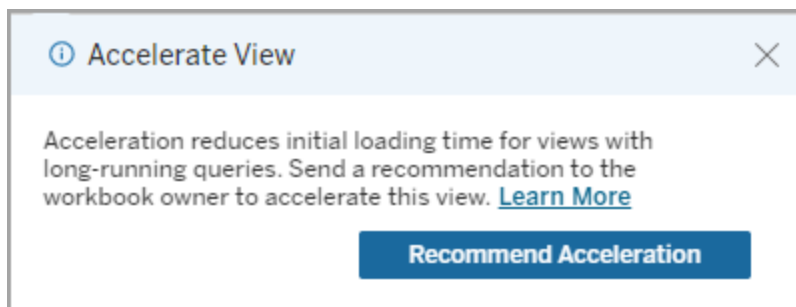 Accelerate View
Acceleration reduces initial loading time for views with
long-running queries. Send a recommendation to the
workbook owner to accelerate this view. Learn More
Recommend Acceleration